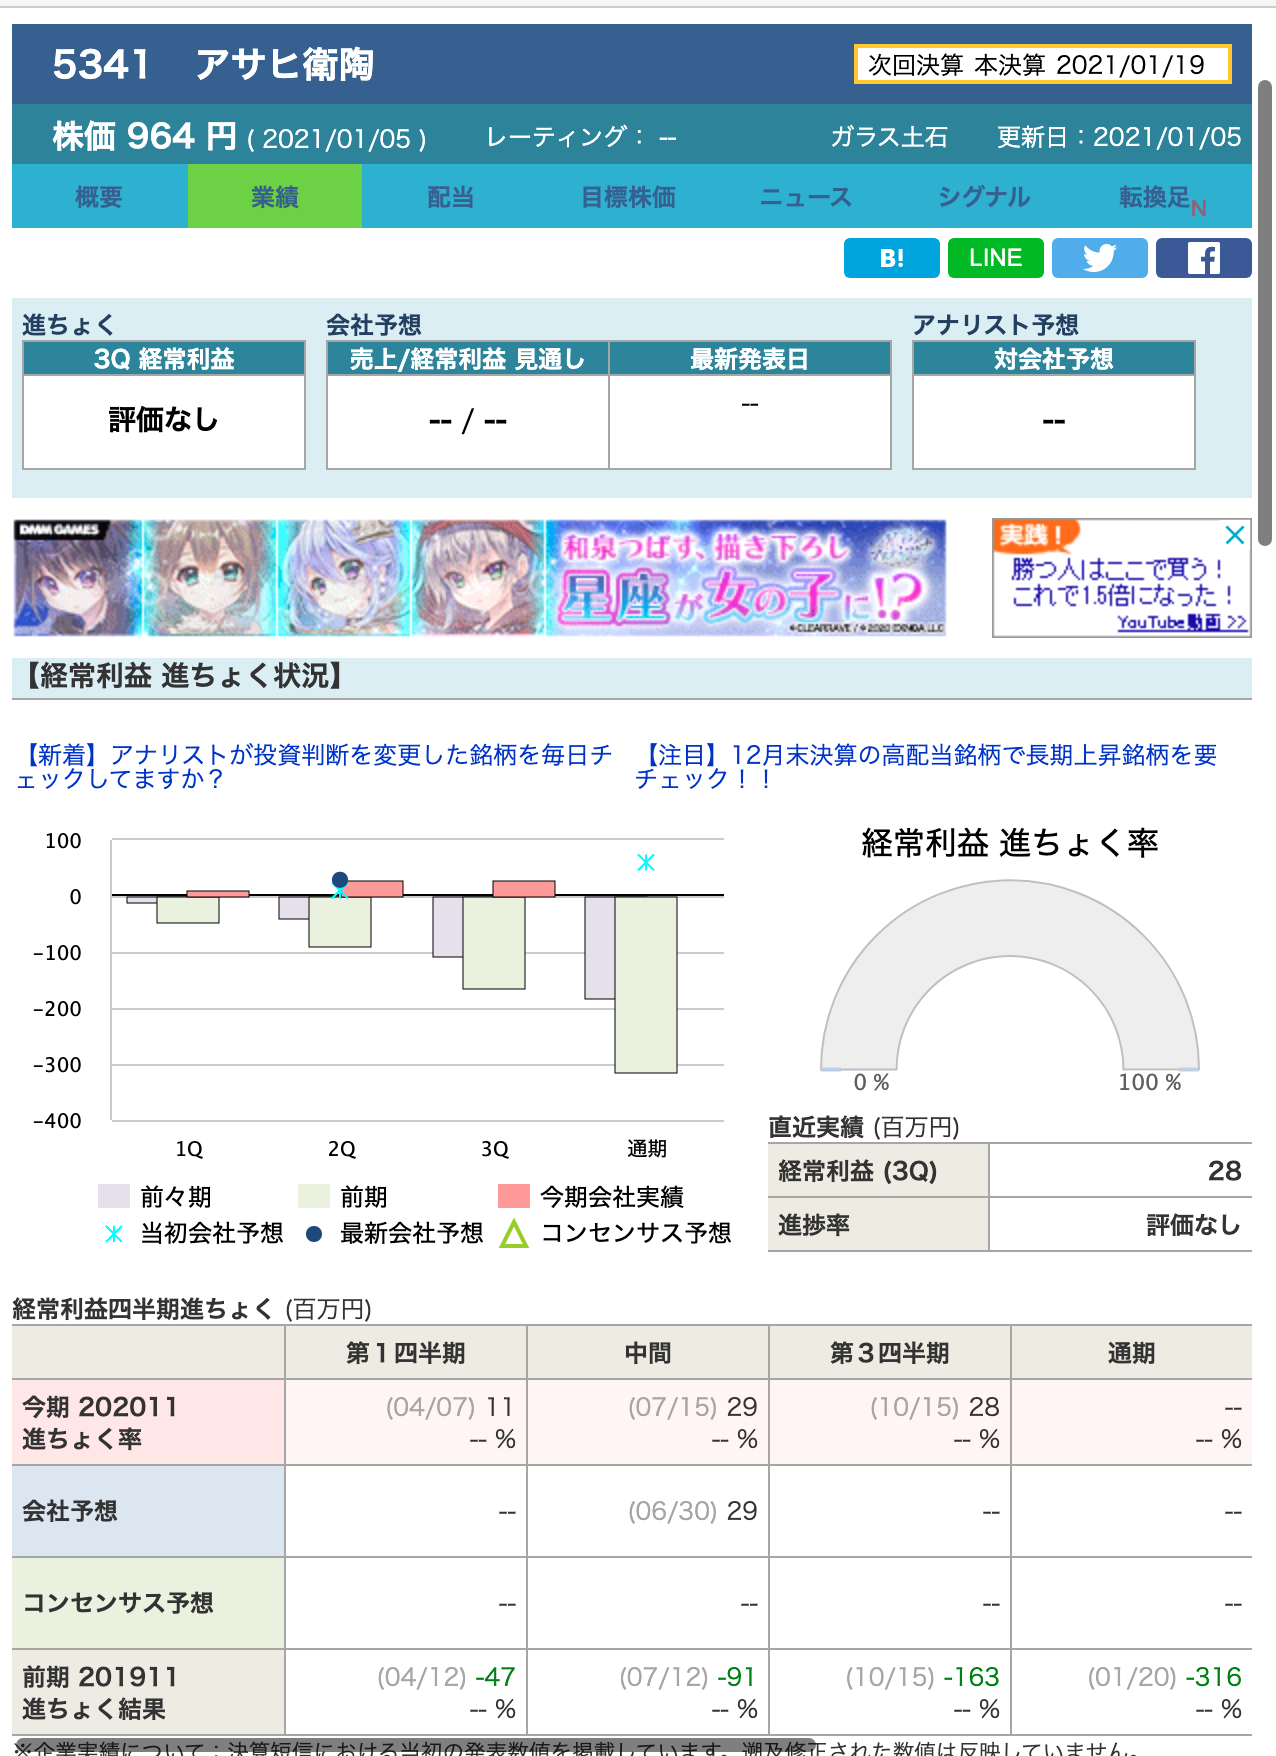 5341 アサヒ衛陶
次回決算 本決算 2021/01/19
株価 964 円 ( 2021/01/05 ) レーティング： -- ガラス土石 更新日：2021/01/05
概要 業績 配当 目標株価 ニュース シグナル 転換足N
B! LINE
進ちょく 会社予想 アナリスト予想
3Q 経常利益 売上/経常利益 見通し 最新発表日 対会社予想
評価なし -- / -- -- --
DMM GAMES
和泉つばす、描き下ろし
星座が女の子に!?
実践！
勝つ人はここで買う！
これで1.5倍になった！
YouTube動画 >>
【経常利益 進ちょく状況】
【新着】アナリストが投資判断を変更した銘柄を毎日チ
ェックしてますか？
【注目】12月末決算の高配当銘柄で長期上昇銘柄を要
チェック！！
経常利益 進ちょく率
100
0
-100
-200
-300
-400
1Q 2Q 3Q 通期
0 % 100 %
前々期 前期 今期会社実績
当初会社予想 最新会社予想 コンセンサス予想
直近実績 (百万円)
経常利益 (3Q) 28
進捗率 評価なし
経常利益四半期進ちょく (百万円)
第１四半期 中間 第３四半期 通期
今期 202011 (04/07) 11 (07/15) 29 (10/15) 28 --
進ちょく率 -- % -- % -- % -- %
会社予想 -- (06/30) 29 -- --
コンセンサス予想 -- -- -- --
前期 201911 (04/12) -47 (07/12) -91 (10/15) -163 (01/20) -316
進ちょく結果 -- % -- % -- % -- %
※企業実績について：決算短信における当初の発表数値を掲載しています。遡及修正された数値は反映していません。